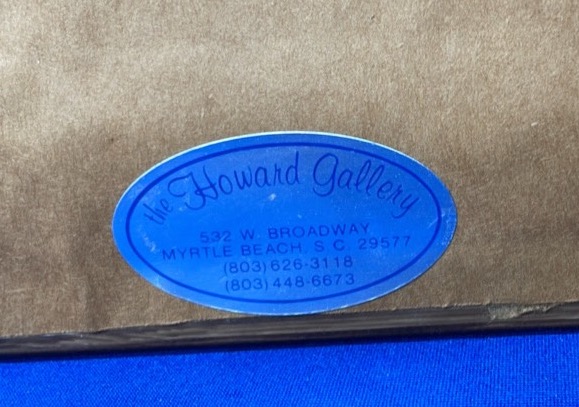 the Howard Gallery
532 W. BROADWAY
MYRTLE BEACH, S.C. 29577
(803) 626-3118
(803) 448-6673